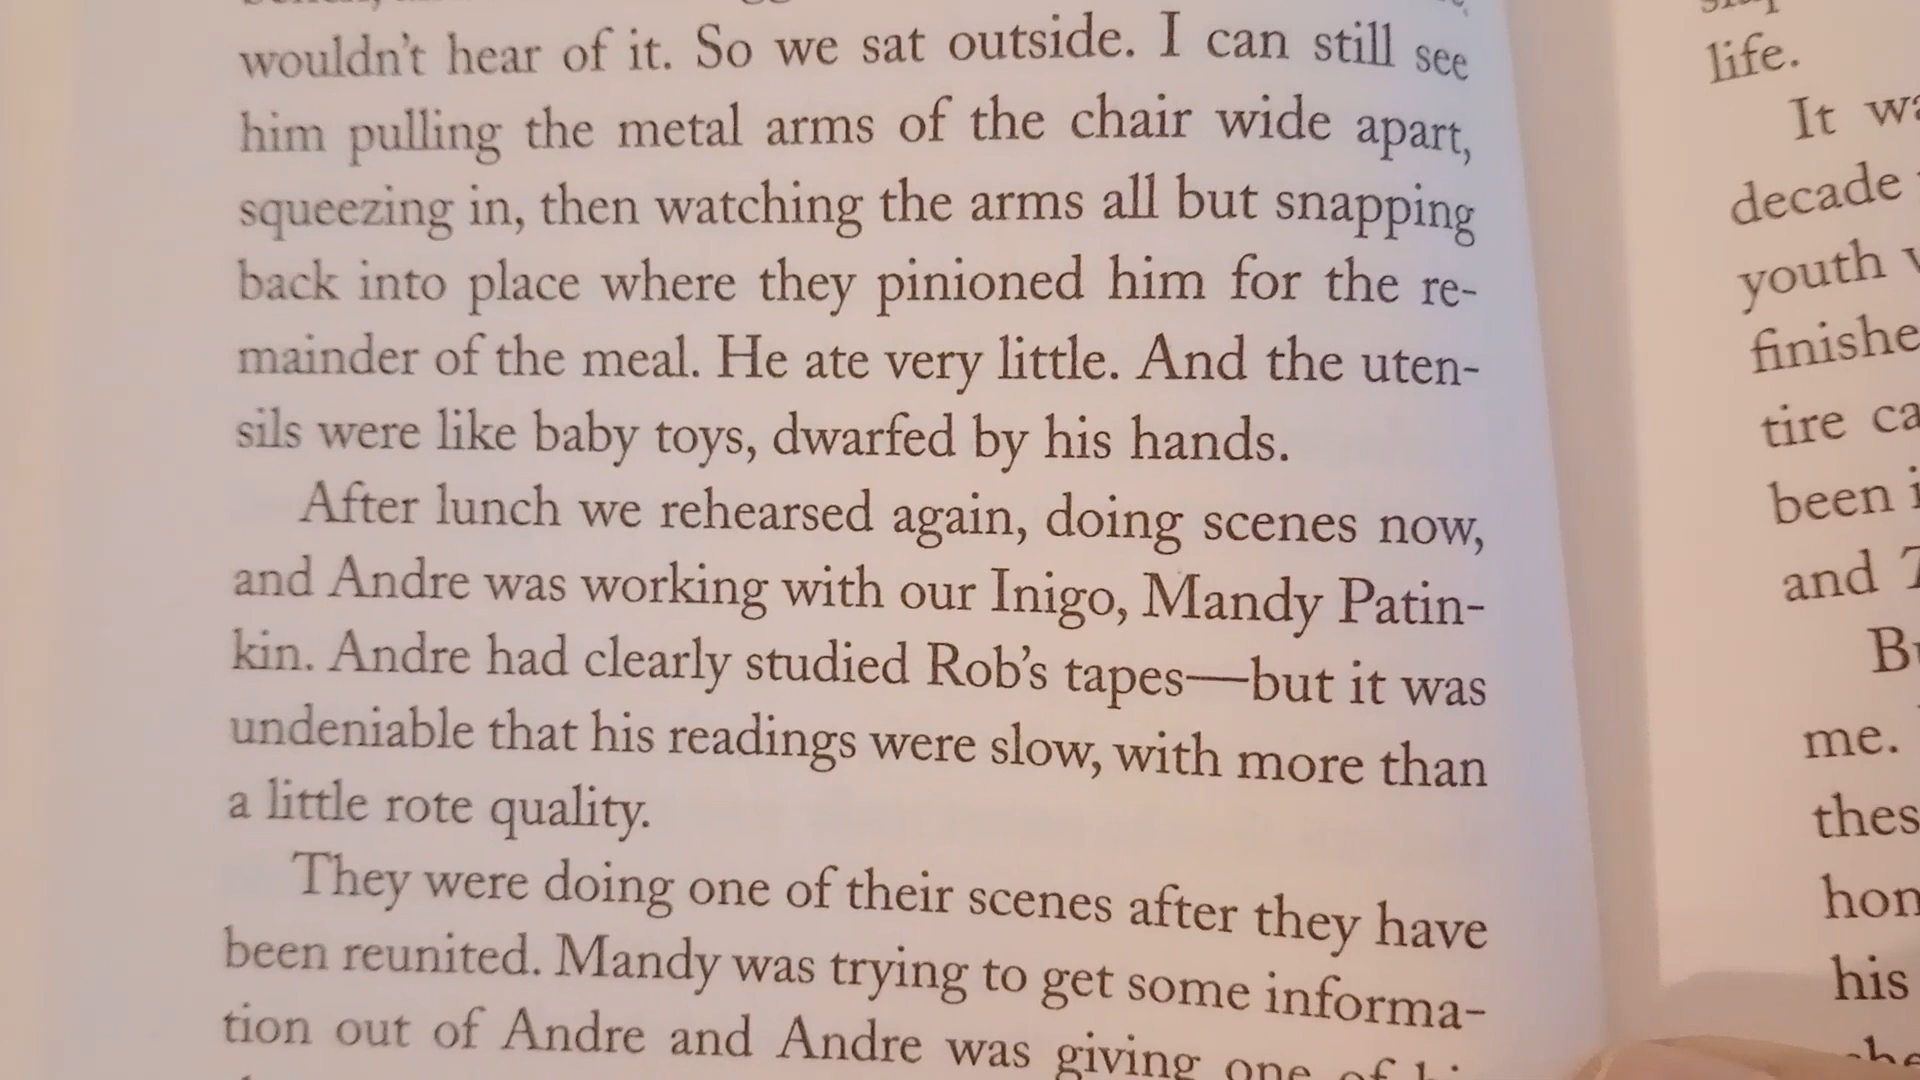 wouldn't hear of it. So we sat outside. I can still see
him pulling the metal arms of the chair wide apart,
squeezing in, then watching the arms all but snapping
back into place where they pinioned him for the re-
mainder of the meal. He ate very little. And the uten-
sils were like baby toys, dwarfed by his hands.
After lunch we rehearsed again, doing scenes now,
and Andre was working with our Inigo, Mandy Patin-
kin. Andre had clearly studied Rob's tapes—but it was
undeniable that his readings were slow, with more than
a little rote quality.
They were doing one of their scenes after they have
been reunited. Mandy was trying to get some informa-
tion out of Andre and Andre was giving one of
life.
It
decade
youth
tire
been
and
me.
his